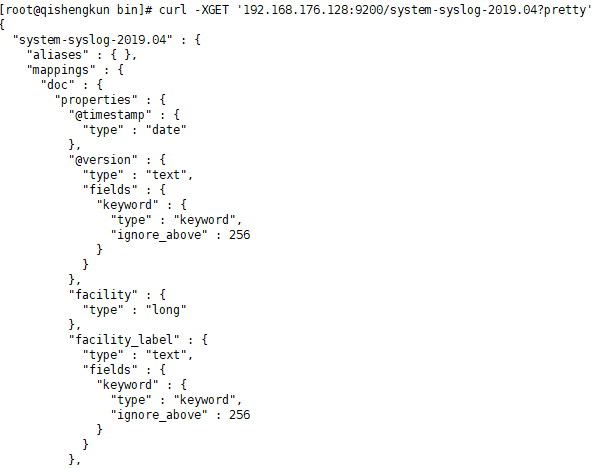 [root@qishengkun bin]# curl -XGET '192.168.176.128:9200/system-syslog-2019.04?pretty'
{
  "system-syslog-2019.04" : {
    "aliases" : { },
    "mappings" : {
      "doc" : {
        "properties" : {
          "@timestamp" : {
            "type" : "date"
          },
          "@version" : {
            "type" : "text",
            "fields" : {
              "keyword" : {
                "type" : "keyword",
                "ignore_above" : 256
              }
            }
          },
          "facility" : {
            "type" : "long"
          },
          "facility_label" : {
            "type" : "text",
            "fields" : {
              "keyword" : {
                "type" : "keyword",
                "ignore_above" : 256
              }
            }
          },